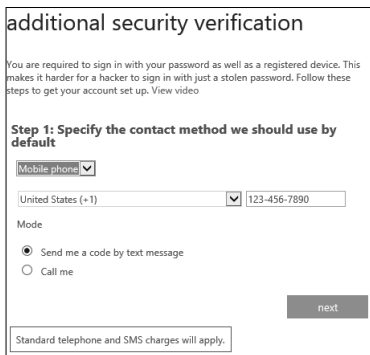 additional security verification
You are required to sign in with your password as well as a registered device. This
makes it harder for a hacker to sign in with just a stolen password. Follow these
steps to get your account set up. View video
Step 1: Specify the contact method we should use by
default
Mobile phone
United States (+1) 123-456-7890
Mode
Send me a code by text message
Call me
next
Standard telephone and SMS charges will apply.